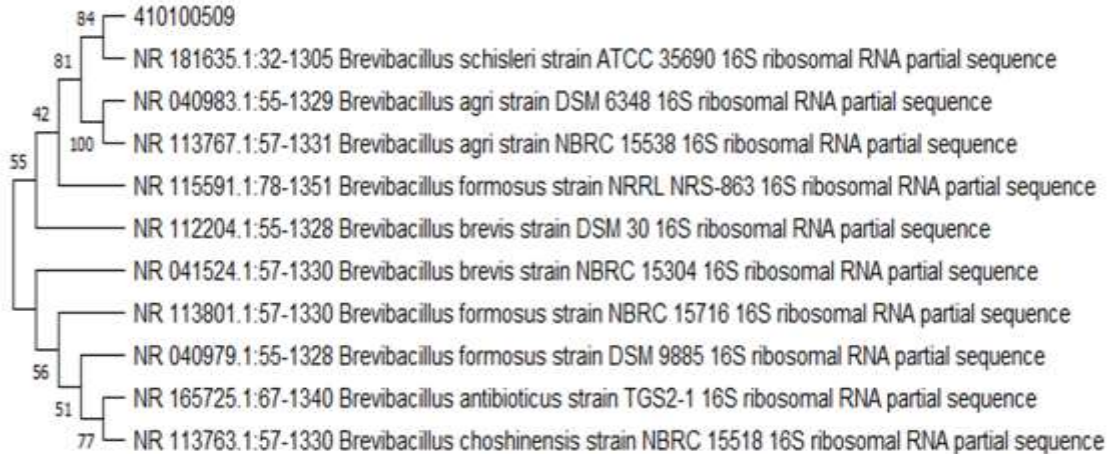 84
410100509
NR 181635.1:32-1305 Brevibacillus schisleri strain ATCC 35690 16S ribosomal RNA partial sequence
81
NR 040983.1:55-1329 Brevibacillus agri strain DSM 6348 16S ribosomal RNA partial sequence
42
100
NR 113767.1:57-1331 Brevibacillus agri strain NBRC 15538 16S ribosomal RNA partial sequence
55
NR 115591.1:78-1351 Brevibacillus formosus strain NRRL NRS-863 16S ribosomal RNA partial sequence
NR 112204.1:55-1328 Brevibacillus brevis strain DSM 30 16S ribosomal RNA partial sequence
NR 041524.1:57-1330 Brevibacillus brevis strain NBRC 15304 16S ribosomal RNA partial sequence
NR 113801.1:57-1330 Brevibacillus formosus strain NBRC 15716 16S ribosomal RNA partial sequence
NR 040979.1:55-1328 Brevibacillus formosus strain DSM 9885 16S ribosomal RNA partial sequence
56
NR 165725.1:67-1340 Brevibacillus antibioticus strain TGS2-1 16S ribosomal RNA partial sequence
51
77
NR 113763.1:57-1330 Brevibacillus choshinensis strain NBRC 15518 16S ribosomal RNA partial sequence